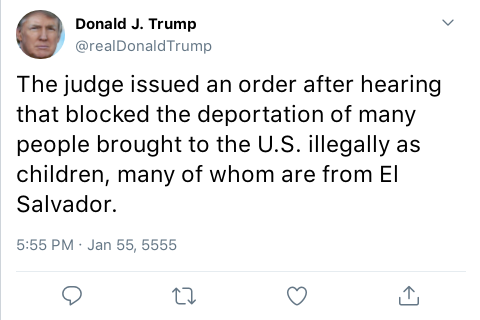 Donald J. Trump
@realDonaldTrump
The judge issued an order after hearing
that blocked the deportation of many
people brought to the U.S. illegally as
children, many of whom are from El
Salvador.
5:55 PM · Jan 55, 5555